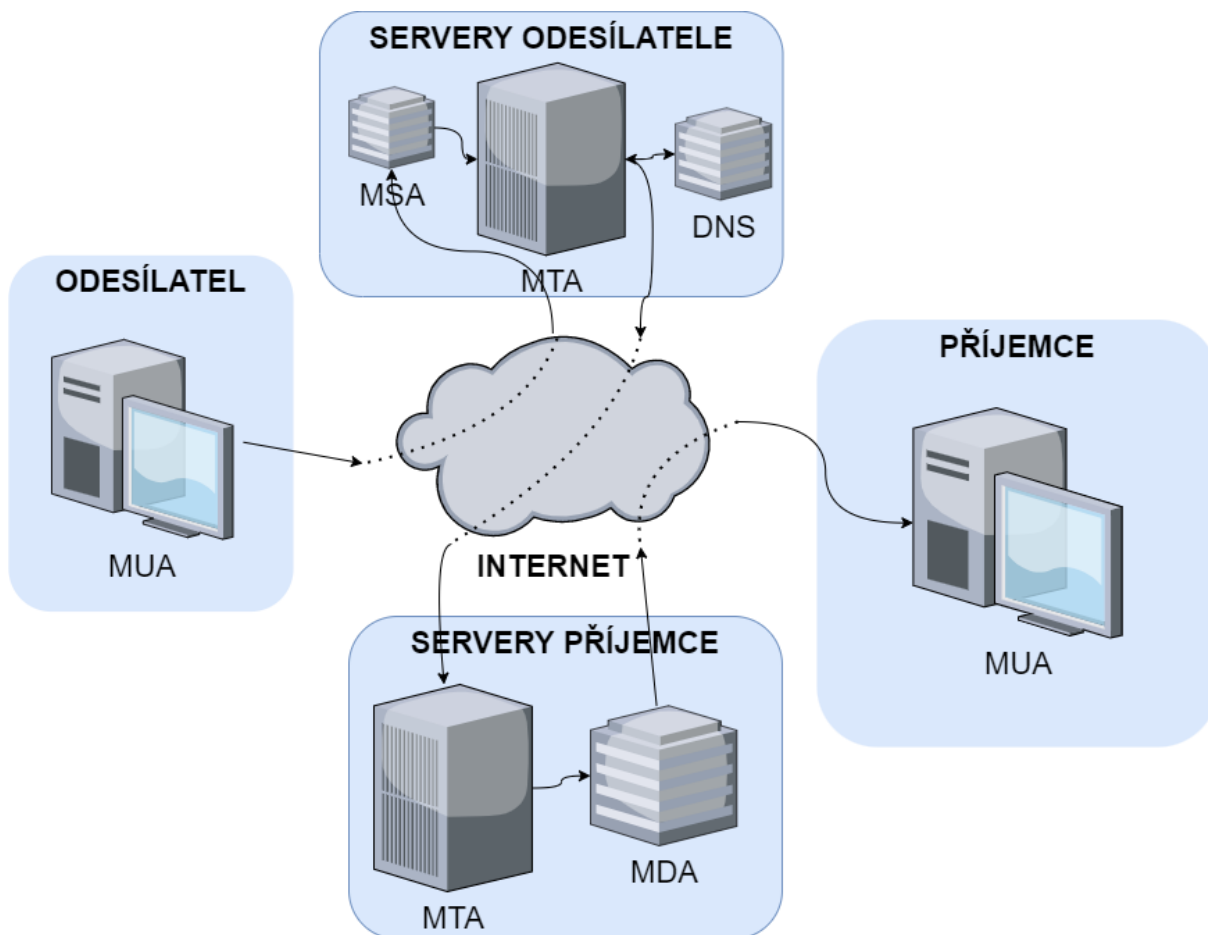 SERVERY ODESÍLATELE
MSA
MTA
DNS
ODESÍLATEL
MUA
PŘÍJEMCE
MUA
INTERNET
SERVERY PŘÍJEMCE
MTA
MDA